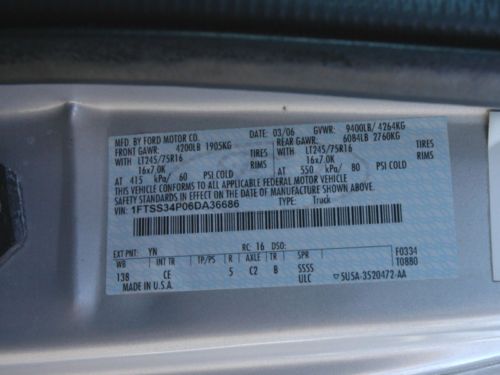 MFD. BY FORD MOTOR CO. 03/06 GVWR: 9400LB/ 4264KG
FRONT GAWR: 4200LB 1905KG REAR GAWR: 6084LB 2760KG
WITH LT245/75R16 TIRES WITH LT245/75R16 TIRES
16x7.0K RIMS 16x7.0K RIMS
AT 415 kPa/ 60 PSI COLD AT 550 kPa/ 80 PSI COLD
THIS VEHICLE CONFORMS TO ALL APPLICABLE FEDERAL MOTOR VEHICLE
SAFETY STANDARDS IN EFFECT ON THE DATE OF MANUFACTURE SHOWN ABOVE.
VIN: 1FTSS34P06DA36686 TYPE: Truck
EXT PNT: YN RC: 16 DSO: F0334
WB INT TR TP/PS R AXLE TR SPR T0880
138 CE 5 C2 B SSSS
MADE IN U.S.A. ULC 5U5A-3520472-AA